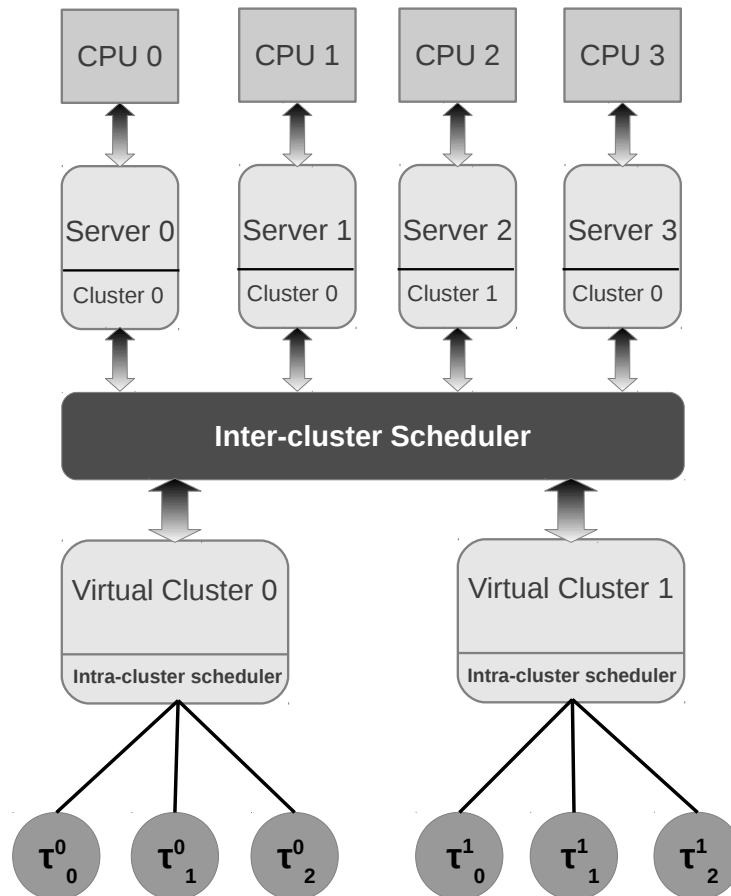 CPU 0 CPU 1 CPU 2 CPU 3
Server 0 Server 1 Server 2 Server 3
Cluster 0 Cluster 0 Cluster 1 Cluster 0
Inter-cluster Scheduler
Virtual Cluster 0 Virtual Cluster 1
Intra-cluster scheduler Intra-cluster scheduler
τ⁰₀ τ⁰₁ τ⁰₂ τ¹₀ τ¹₁ τ¹₂